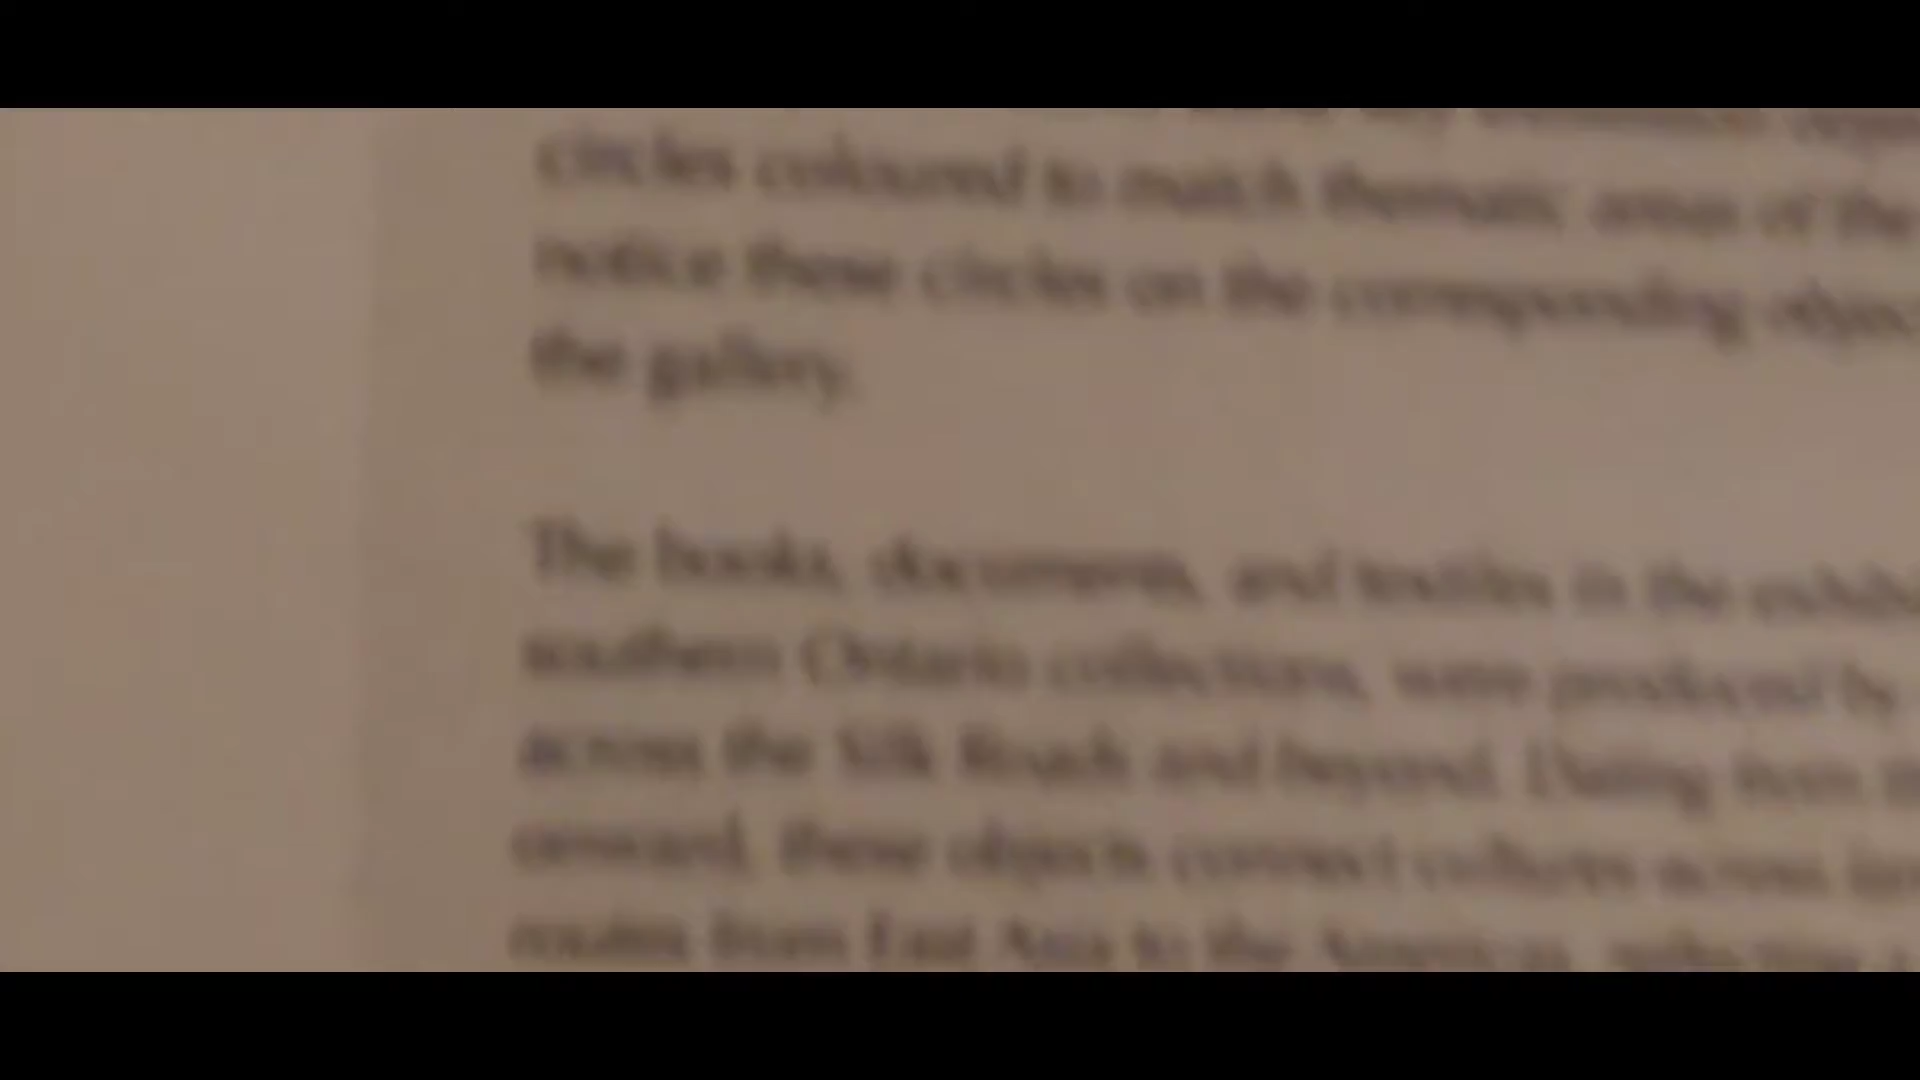 circles coloured to match thematic areas of the
notice these circles on the corresponding
the gallery.
The books, documents, and textiles in the
southern Ontario collections, were produced by
across the Silk Roads and beyond. Dating from
onward, these objects connect cultures across
routes from East Asia to the Americas,